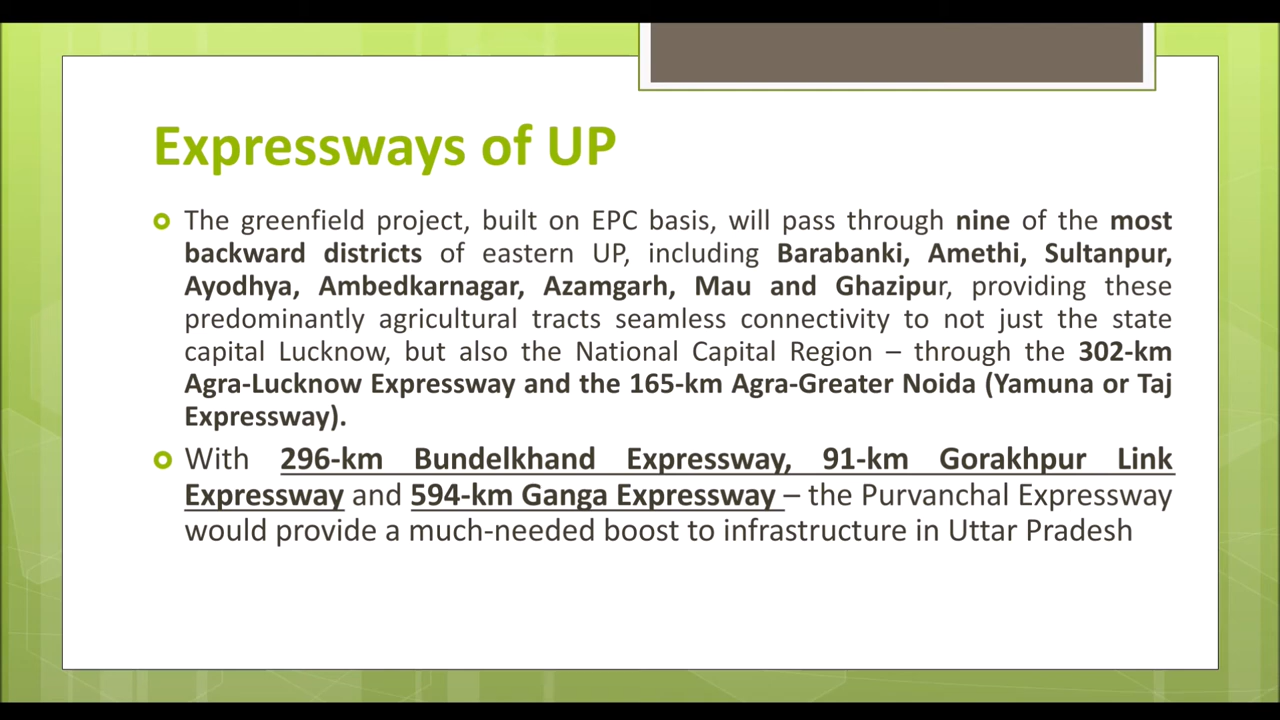 Expressways of UP
The greenfield project, built on EPC basis, will pass through nine of the most
backward districts of eastern UP, including Barabanki, Amethi, Sultanpur,
Ayodhya, Ambedkarnagar, Azamgarh, Mau and Ghazipur, providing these
predominantly agricultural tracts seamless connectivity to not just the state
capital Lucknow, but also the National Capital Region – through the 302-km
Agra-Lucknow Expressway and the 165-km Agra-Greater Noida (Yamuna or Taj
Expressway).
With 296-km Bundelkhand Expressway, 91-km Gorakhpur Link
Expressway and 594-km Ganga Expressway – the Purvanchal Expressway
would provide a much-needed boost to infrastructure in Uttar Pradesh